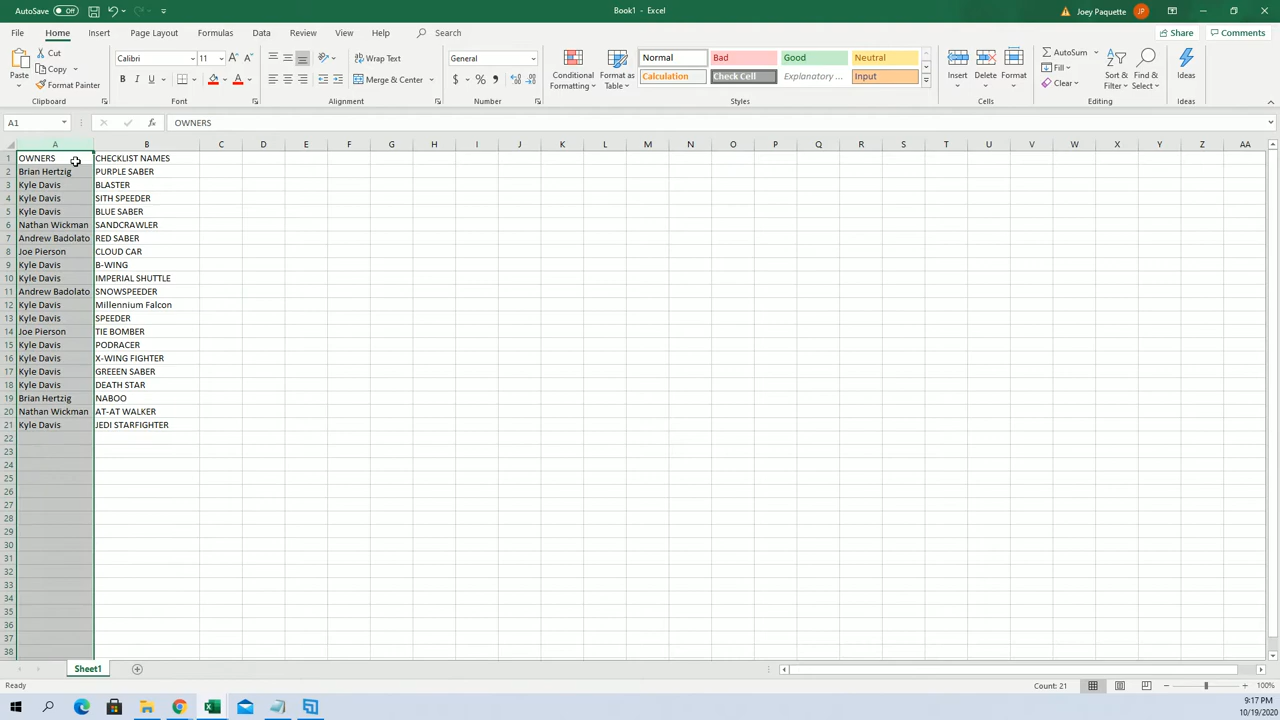 AutoSave Off
Book1 - Excel
Joey Paquette JP
File Home Insert Page Layout Formulas Data Review View Help Search
Share Comments
Paste
Cut
Copy
Format Painter
Clipboard
Calibri 11
B I U
Font
Wrap Text
Merge & Center
Alignment
General
$ % ,
Number
Conditional Formatting
Format as Table
Normal Bad Good Neutral
Calculation Check Cell Explanatory ... Input
Styles
Insert Delete Format
Cells
AutoSum
Fill
Clear
Sort & Filter
Find & Select
Editing
Ideas
Ideas
A1 fx OWNERS
A B C D E F G H I J K L M N O P Q R S T U V W X Y Z AA
1 OWNERS CHECKLIST NAMES
2 Brian Hertzig PURPLE SABER
3 Kyle Davis BLASTER
4 Kyle Davis SITH SPEEDER
5 Kyle Davis BLUE SABER
6 Nathan Wickman SANDCRAWLER
7 Andrew Badolato RED SABER
8 Joe Pierson CLOUD CAR
9 Kyle Davis B-WING
10 Kyle Davis IMPERIAL SHUTTLE
11 Andrew Badolato SNOWSPEEDER
12 Kyle Davis Millennium Falcon
13 Kyle Davis SPEEDER
14 Joe Pierson TIE BOMBER
15 Kyle Davis PODRACER
16 Kyle Davis X-WING FIGHTER
17 Kyle Davis GREEEN SABER
18 Kyle Davis DEATH STAR
19 Brian Hertzig NABOO
20 Nathan Wickman AT-AT WALKER
21 Kyle Davis JEDI STARFIGHTER
22
23
24
25
26
27
28
29
30
31
32
33
34
35
36
37
38
Sheet1
Ready
Count: 21
100%
9:17 PM
10/19/2020